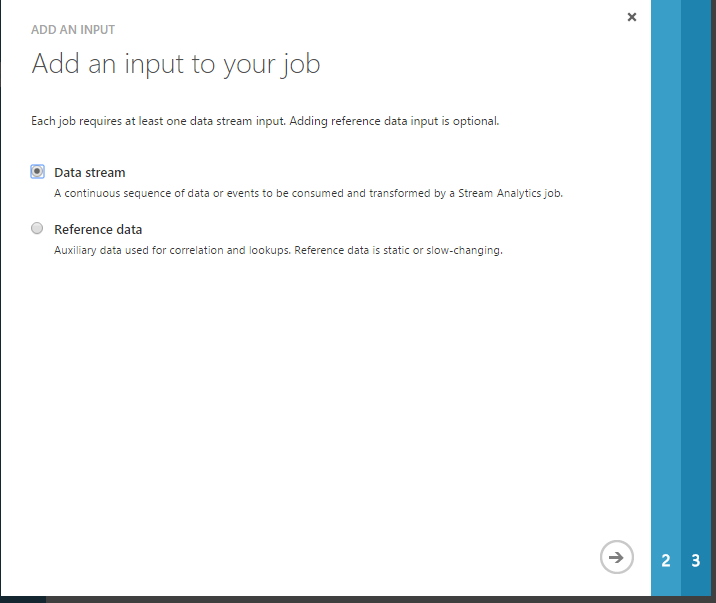 ADD AN INPUT
Add an input to your job
Each job requires at least one data stream input. Adding reference data input is optional.
Data stream
A continuous sequence of data or events to be consumed and transformed by a Stream Analytics job.
Reference data
Auxiliary data used for correlation and lookups. Reference data is static or slow-changing.
2 3